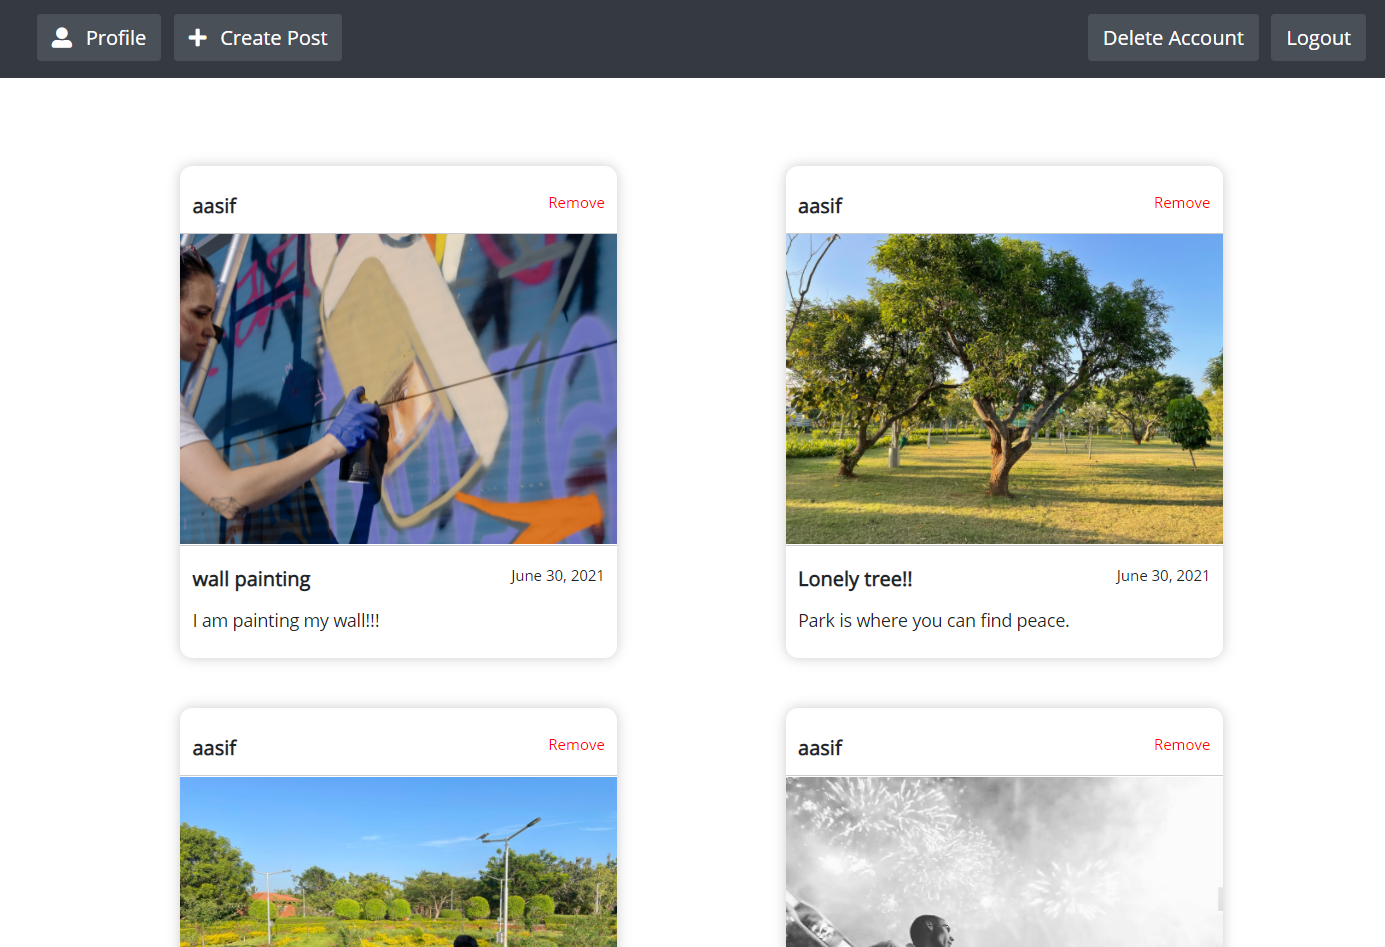 Profile
Create Post
Delete Account
Logout
aasif
Remove
wall painting
June 30, 2021
I am painting my wall!!!
aasif
Remove
Lonely tree!!
June 30, 2021
Park is where you can find peace.
aasif
Remove
aasif
Remove